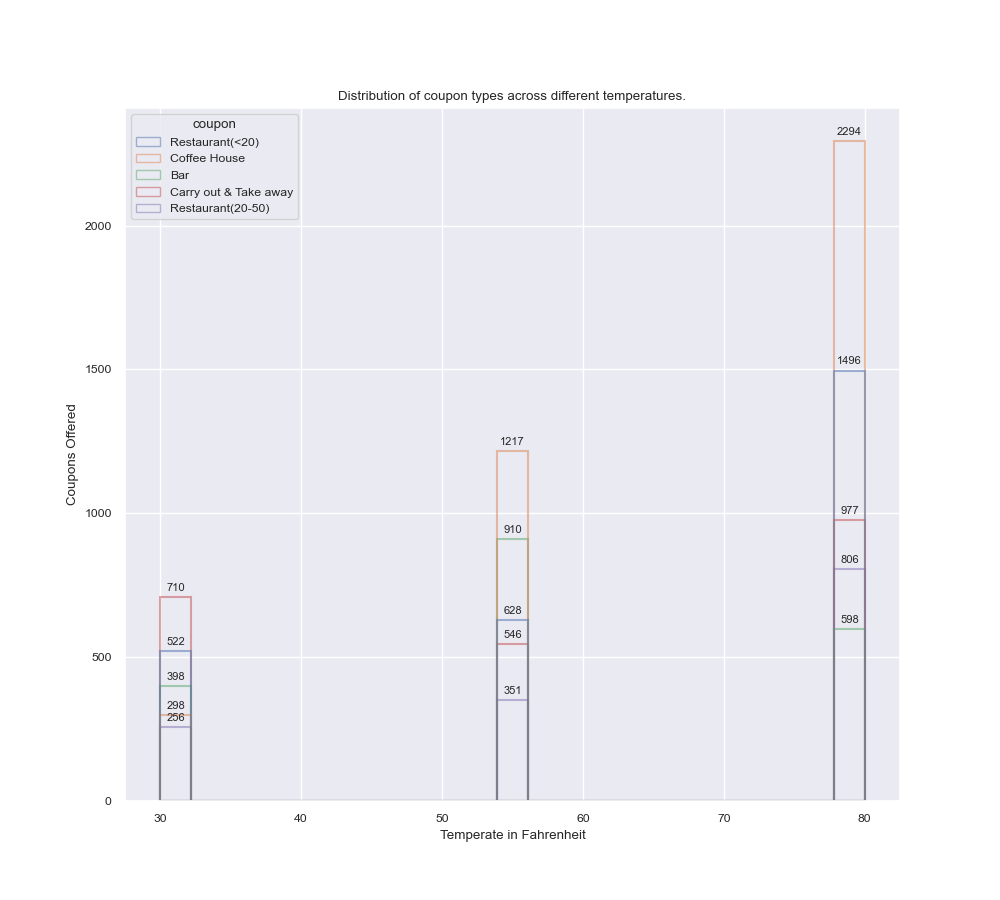 Distribution of coupon types across different temperatures.
coupon
Restaurant(<20)
Coffee House
Bar
Carry out & Take away
Restaurant(20-50)
Coupons Offered
2000
1500
1000
500
0
710
522
398
298
256
1217
910
628
546
351
2294
1496
977
806
598
30 40 50 60 70 80
Temperate in Fahrenheit